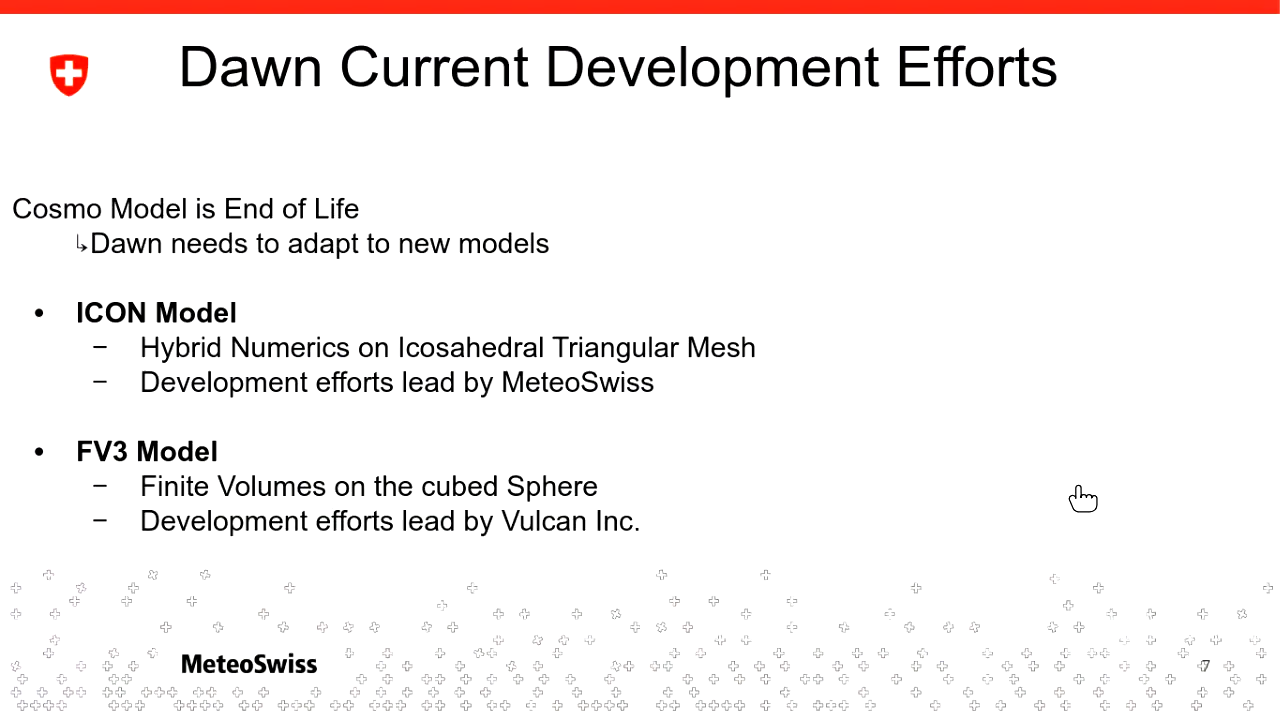 Dawn Current Development Efforts
Cosmo Model is End of Life
↳Dawn needs to adapt to new models
• ICON Model
– Hybrid Numerics on Icosahedral Triangular Mesh
– Development efforts lead by MeteoSwiss
• FV3 Model
– Finite Volumes on the cubed Sphere
– Development efforts lead by Vulcan Inc.
MeteoSwiss
7